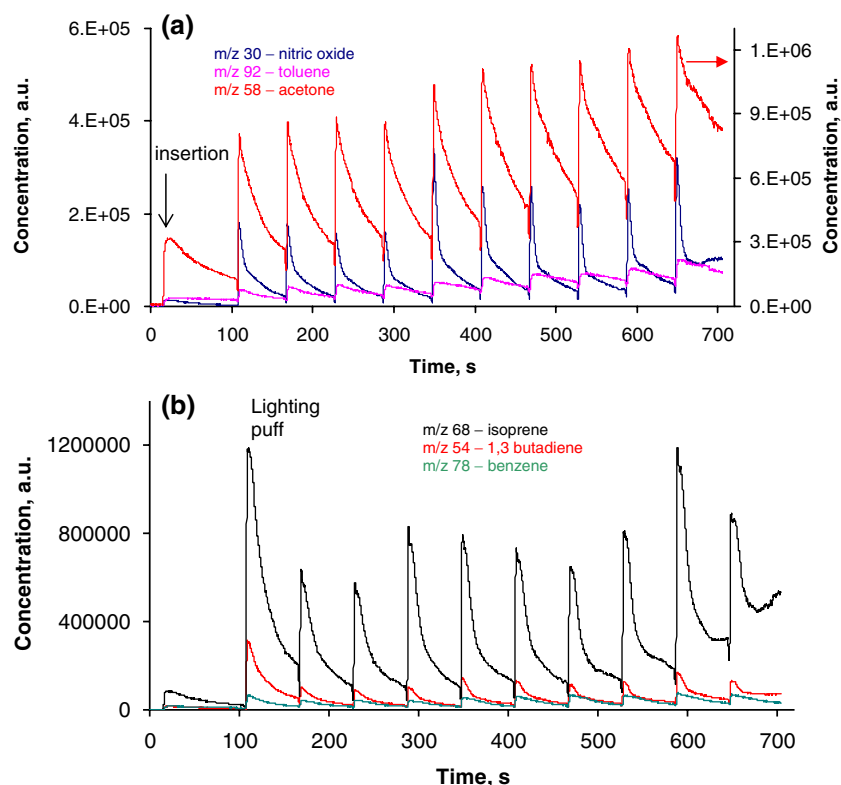 (a)
m/z 30 – nitric oxide
m/z 92 – toluene
m/z 58 – acetone
insertion
Concentration, a.u.
6.E+05
4.E+05
2.E+05
0.E+00
1.E+06
9.E+05
6.E+05
3.E+05
0.E+00
Concentration, a.u.
0 100 200 300 400 500 600 700
Time, s
(b)
Lighting
puff
m/z 68 – isoprene
m/z 54 – 1,3 butadiene
m/z 78 – benzene
Concentration, a.u.
1200000
800000
400000
0
0 100 200 300 400 500 600 700
Time, s